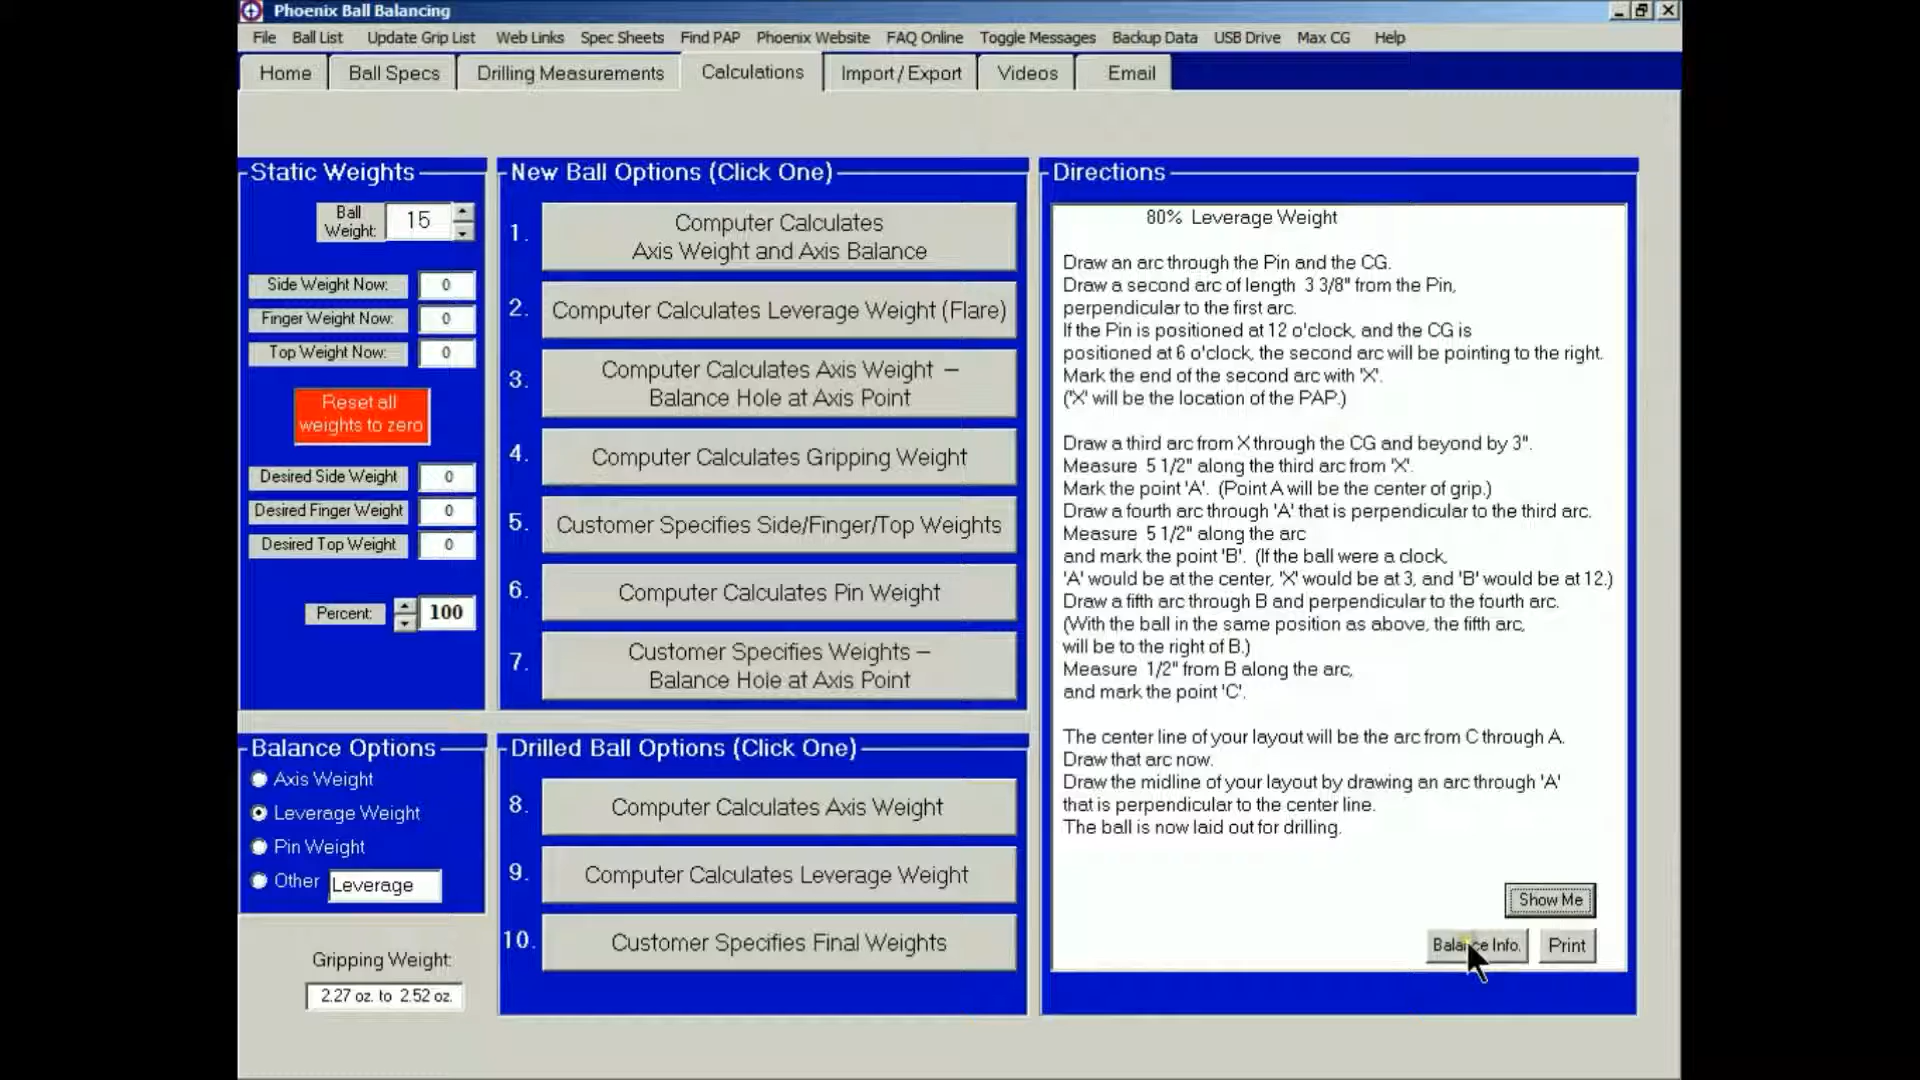 Phoenix Ball Balancing
File Ball List Update Grip List Web Links Spec Sheets Find PAP Phoenix Website FAQ Online Toggle Messages Backup Data USB Drive Max CG Help
Home Ball Specs Drilling Measurements Calculations Import / Export Videos Email
Static Weights
Ball
Weight:
15
Side Weight Now: 0
Finger Weight Now: 0
Top Weight Now: 0
Reset all
weights to zero
Desired Side Weight 0
Desired Finger Weight 0
Desired Top Weight 0
Percent: 100
Balance Options
Axis Weight
Leverage Weight
Pin Weight
Other Leverage
Gripping Weight:
2.27 oz. to 2.52 oz.
New Ball Options (Click One)
1. Computer Calculates
Axis Weight and Axis Balance
2. Computer Calculates Leverage Weight (Flare)
3. Computer Calculates Axis Weight –
Balance Hole at Axis Point
4. Computer Calculates Gripping Weight
5. Customer Specifies Side/Finger/Top Weights
6. Computer Calculates Pin Weight
7. Customer Specifies Weights –
Balance Hole at Axis Point
Drilled Ball Options (Click One)
8. Computer Calculates Axis Weight
9. Computer Calculates Leverage Weight
10. Customer Specifies Final Weights
Directions
80% Leverage Weight
Draw an arc through the Pin and the CG.
Draw a second arc of length 3 3/8" from the Pin,
perpendicular to the first arc.
If the Pin is positioned at 12 o'clock, and the CG is
positioned at 6 o'clock, the second arc will be pointing to the right.
Mark the end of the second arc with 'X'.
('X' will be the location of the PAP.)
Draw a third arc from X through the CG and beyond by 3".
Measure 5 1/2" along the third arc from 'X'.
Mark the point 'A'. (Point A will be the center of grip.)
Draw a fourth arc through 'A' that is perpendicular to the third arc.
Measure 5 1/2" along the arc
and mark the point 'B'. (If the ball were a clock,
'A' would be at the center, 'X' would be at 3, and 'B' would be at 12.)
Draw a fifth arc through B and perpendicular to the fourth arc.
(With the ball in the same position as above, the fifth arc,
will be to the right of B.)
Measure 1/2" from B along the arc,
and mark the point 'C'.
The center line of your layout will be the arc from C through A.
Draw that arc now.
Draw the midline of your layout by drawing an arc through 'A'
that is perpendicular to the center line.
The ball is now laid out for drilling.
Show Me
Balance Info. Print